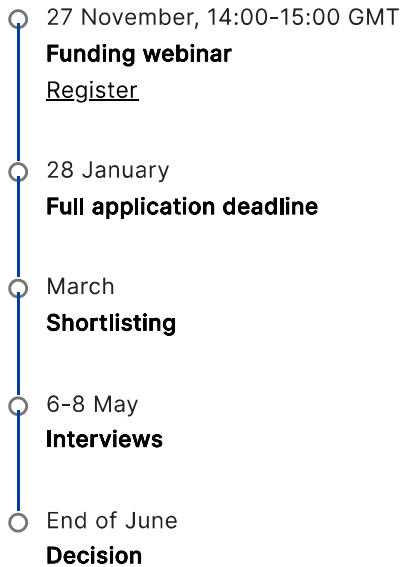 27 November, 14:00-15:00 GMT
Funding webinar
Register
28 January
Full application deadline
March
Shortlisting
6-8 May
Interviews
End of June
Decision